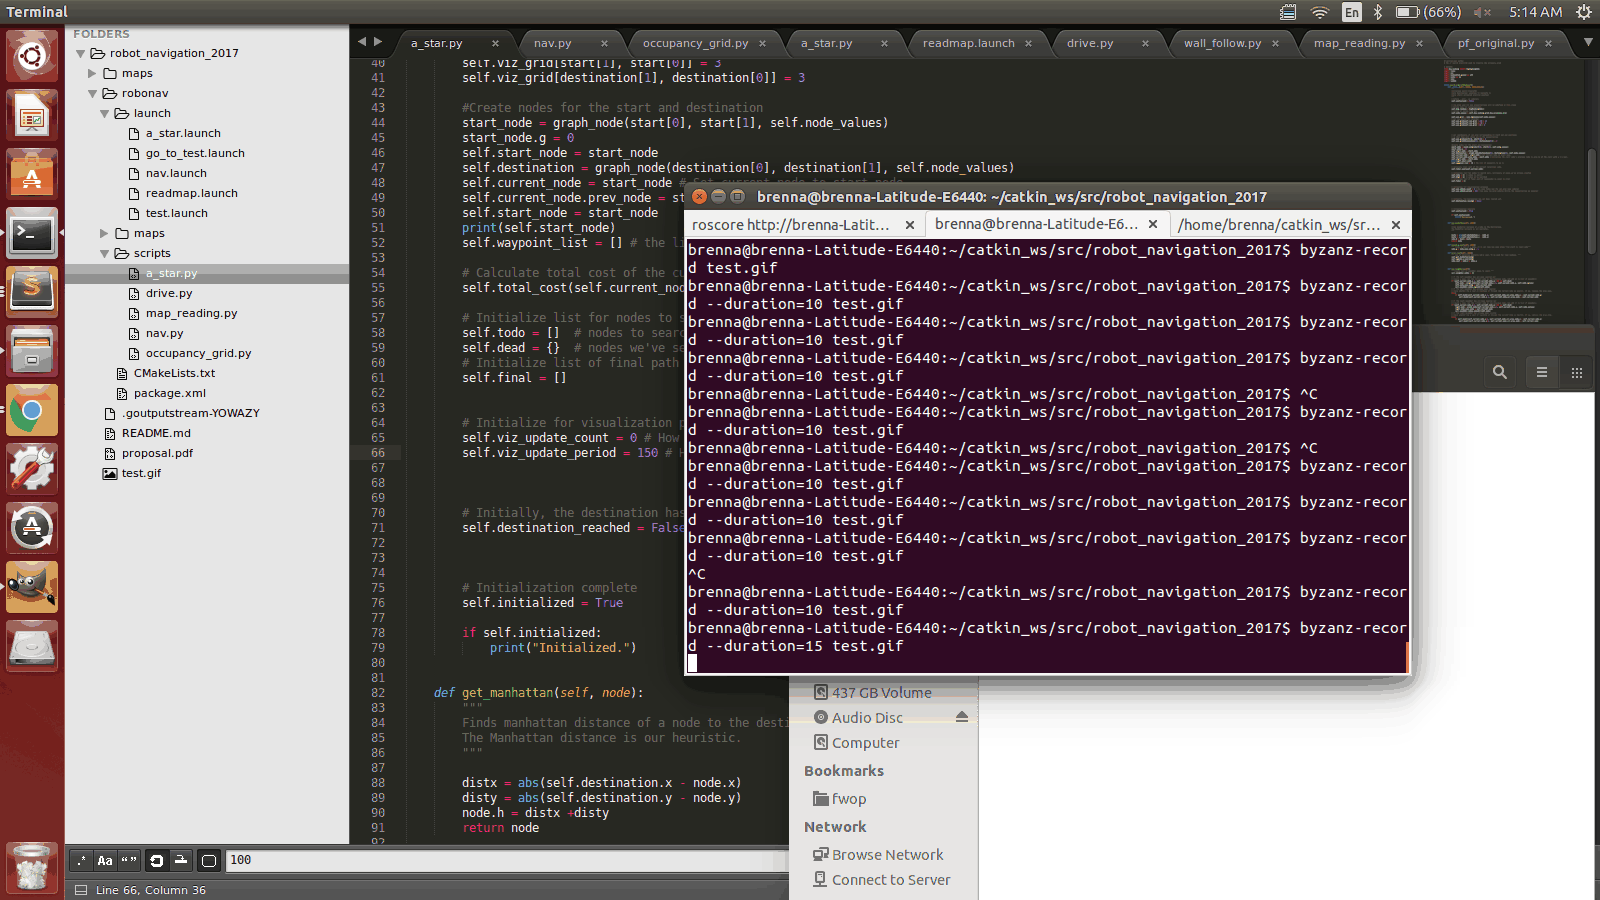 Terminal
En
(66%)
5:14 AM
FOLDERS
robot_navigation_2017
maps
robonav
launch
a_star.launch
go_to_test.launch
nav.launch
readmap.launch
test.launch
maps
scripts
a_star.py
drive.py
map_reading.py
nav.py
occupancy_grid.py
CMakeLists.txt
package.xml
.goutputstream-YOWAZY
README.md
proposal.pdf
test.gif
a_star.py ×
nav.py ×
occupancy_grid.py ×
a_star.py ×
readmap.launch ×
drive.py ×
wall_follow.py ×
map_reading.py ×
pf_original.py ×
40 self.viz_grid[start[1], start[0]] = 3
41 self.viz_grid[destination[1], destination[0]] = 3
42
43 #Create nodes for the start and destination
44 start_node = graph_node(start[0], start[1], self.node_values)
45 start_node.g = 0
46 self.start_node = start_node
47 self.destination = graph_node(destination[0], destination[1], self.node_values)
48 self.current_node = start_node # Set current node to start node
49 self.current_node.prev_node = st
50 self.start_node = start_node
51 print(self.start_node)
52 self.waypoint_list = [] # the li
53
54 # Calculate total cost of the cu
55 self.total_cost(self.current_nod
56
57 # Initialize list for nodes to s
58 self.todo = [] # nodes to searc
59 self.dead = {} # nodes we've se
60 # Initialize list of final path
61 self.final = []
62
63
64 # Initialize for visualization p
65 self.viz_update_count = 0 # How
66 self.viz_update_period = 150 # H
67
68
69
70 # Initially, the destination has
71 self.destination_reached = False
72
73
74
75 # Initialization complete
76 self.initialized = True
77
78 if self.initialized:
79 print("Initialized.")
80
81
82 def get_manhattan(self, node):
83 """
84 Finds manhattan distance of a node to the desti
85 The Manhattan distance is our heuristic.
86 """
87
88 distx = abs(self.destination.x - node.x)
89 disty = abs(self.destination.y - node.y)
90 node.h = distx +disty
91 return node
92
brenna@brenna-Latitude-E6440: ~/catkin_ws/src/robot_navigation_2017
roscore http://brenna-Latit... ×
brenna@brenna-Latitude-E6... ×
/home/brenna/catkin_ws/sr... ×
brenna@brenna-Latitude-E6440:~/catkin_ws/src/robot_navigation_2017$ byzanz-recor
d test.gif
brenna@brenna-Latitude-E6440:~/catkin_ws/src/robot_navigation_2017$ byzanz-recor
d --duration=10 test.gif
brenna@brenna-Latitude-E6440:~/catkin_ws/src/robot_navigation_2017$ byzanz-recor
d --duration=10 test.gif
brenna@brenna-Latitude-E6440:~/catkin_ws/src/robot_navigation_2017$ byzanz-recor
d --duration=10 test.gif
brenna@brenna-Latitude-E6440:~/catkin_ws/src/robot_navigation_2017$ ^C
brenna@brenna-Latitude-E6440:~/catkin_ws/src/robot_navigation_2017$ byzanz-recor
d --duration=10 test.gif
brenna@brenna-Latitude-E6440:~/catkin_ws/src/robot_navigation_2017$ ^C
brenna@brenna-Latitude-E6440:~/catkin_ws/src/robot_navigation_2017$ byzanz-recor
d --duration=10 test.gif
brenna@brenna-Latitude-E6440:~/catkin_ws/src/robot_navigation_2017$ byzanz-recor
d --duration=10 test.gif
brenna@brenna-Latitude-E6440:~/catkin_ws/src/robot_navigation_2017$ byzanz-recor
d --duration=10 test.gif
^C
brenna@brenna-Latitude-E6440:~/catkin_ws/src/robot_navigation_2017$ byzanz-recor
d --duration=10 test.gif
brenna@brenna-Latitude-E6440:~/catkin_ws/src/robot_navigation_2017$ byzanz-recor
d --duration=15 test.gif
437 GB Volume
Audio Disc
Computer
Bookmarks
fwop
Network
Browse Network
Connect to Server
.* Aa “ ”
100
Line 66, Column 36